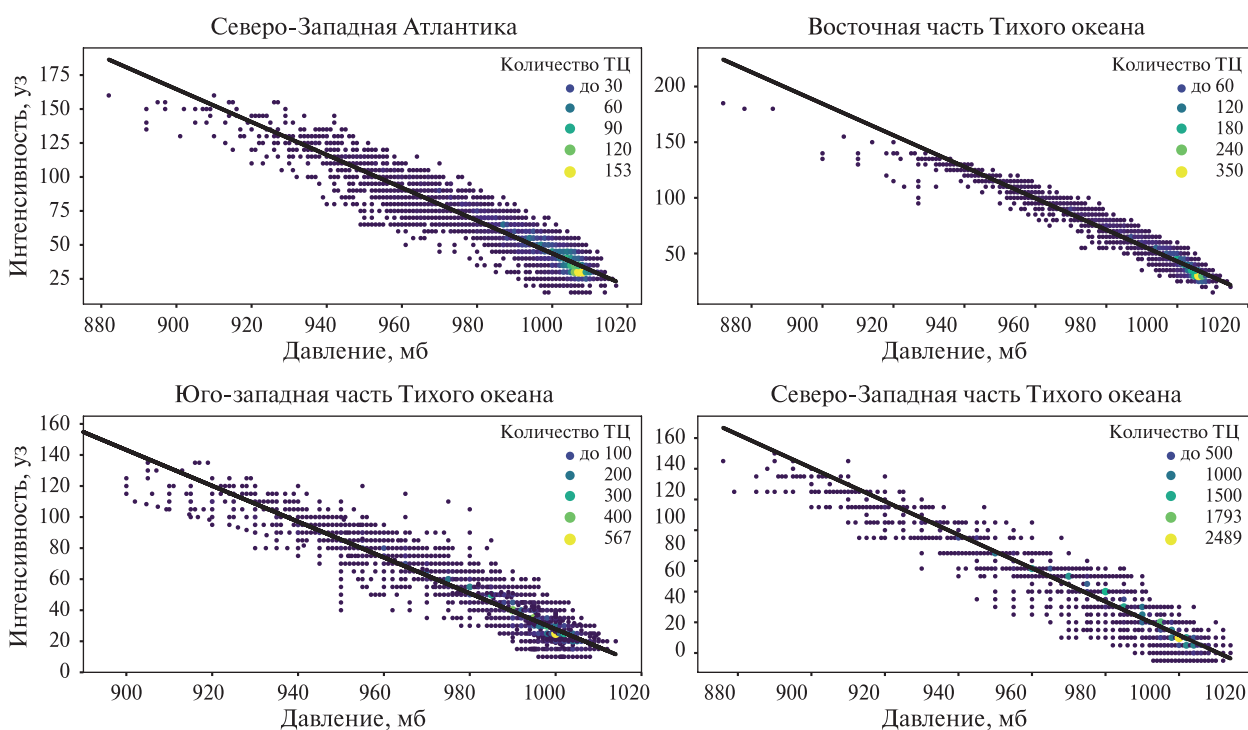 Северо-Западная Атлантика
Интенсивность, уз
175
150
125
100
75
50
25
880 900 920 940 960 980 1000 1020
Давление, мб
Количество ТЦ
до 30
60
90
120
153
Восточная часть Тихого океана
200
150
100
50
880 900 940 960 980 1000 1020
Давление, мб
Количество ТЦ
до 60
120
180
240
350
Юго-западная часть Тихого океана
Интенсивность, уз
160
140
120
100
80
60
40
20
0
900 920 940 960 980 1000 1020
Давление, мб
Количество ТЦ
до 100
200
300
400
567
Северо-Западная часть Тихого океана
160
140
120
100
80
60
40
20
0
880 900 920 940 960 980 1000 1020
Давление, мб
Количество ТЦ
до 500
1000
1500
1793
2489